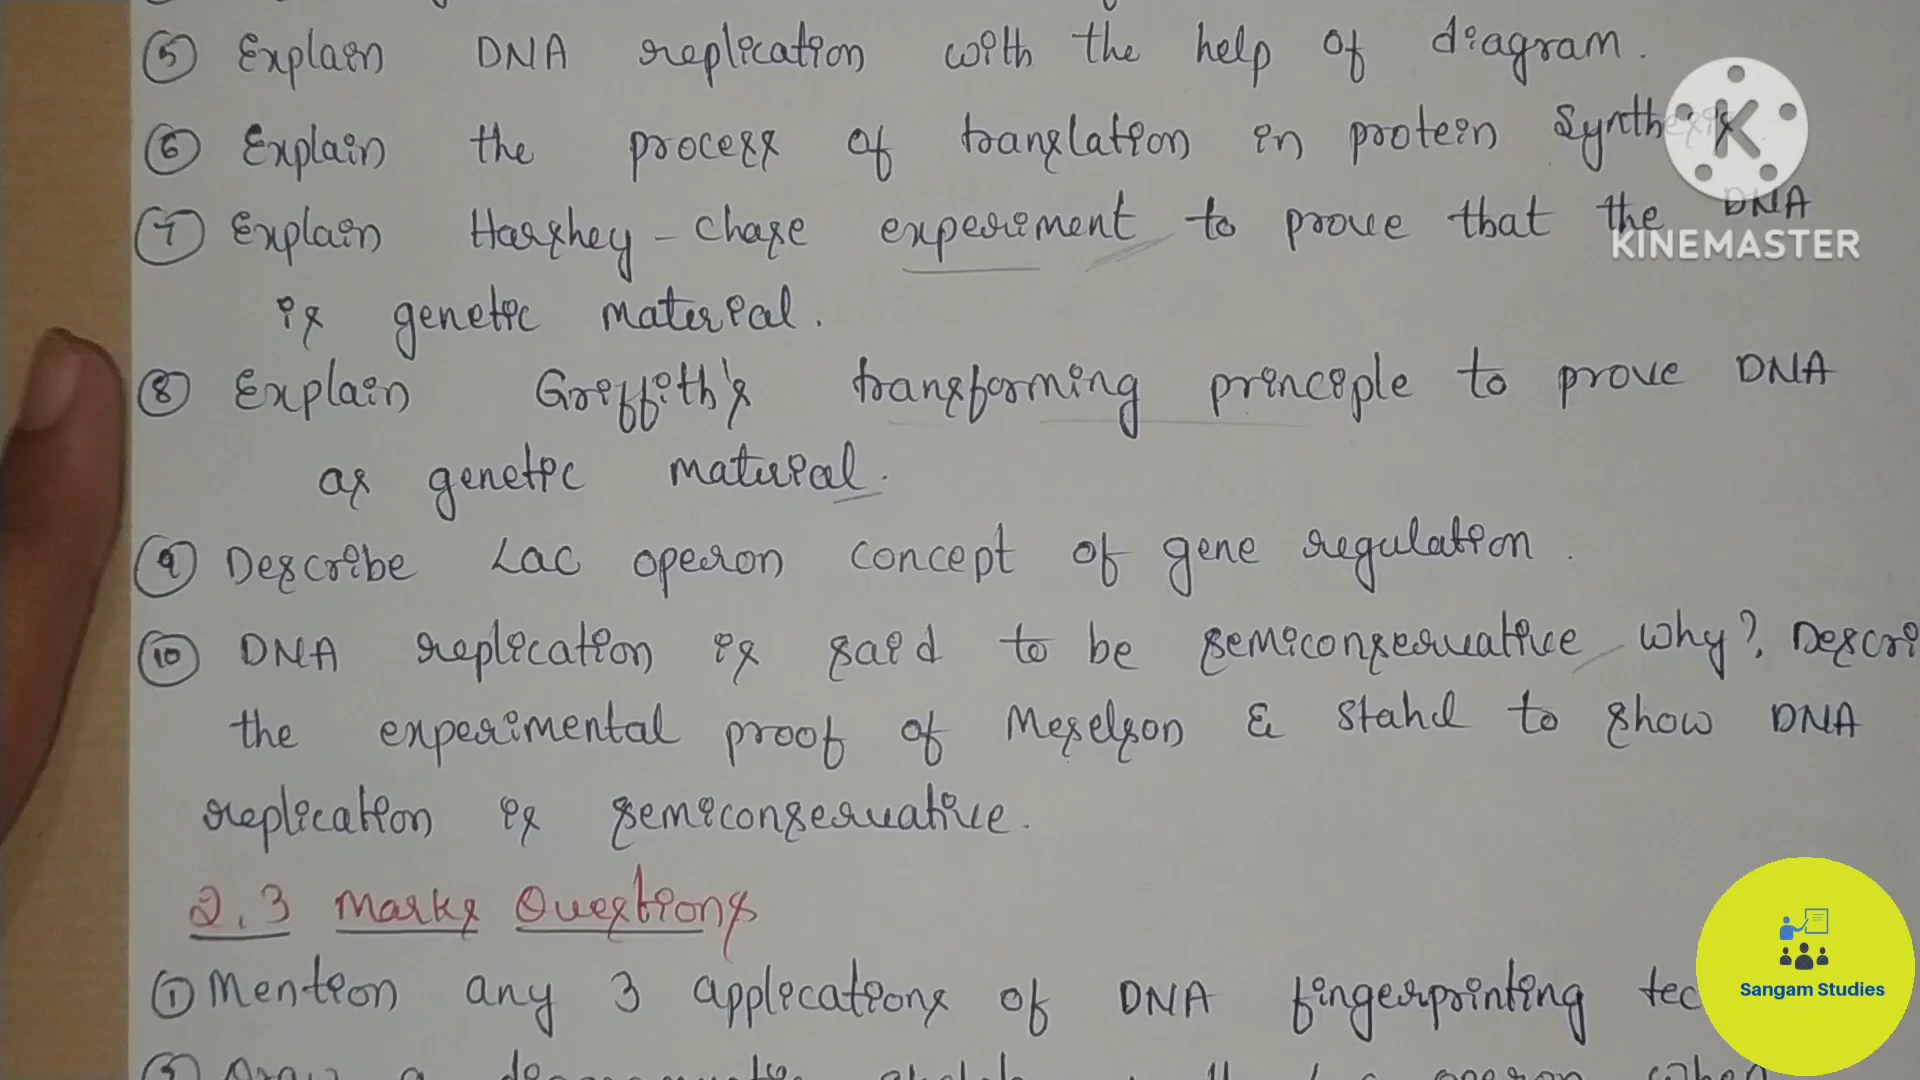 5 Explain DNA replication with the help of diagram.
6 Explain the process of translation in protein Synthesis
7 Explain Harshey - chase experiment to prove that the DNA
KINEMASTER
is genetic material.
8 Explain Griffith's transforming principle to prove DNA
as genetic material.
9 Describe Lac operon concept of gene regulation.
10 DNA replication is said to be semiconservative why?, Descri
the experimental proof of Meselson & stahl to show DNA
replication is semiconservative.
2,3 Marks Questions
1 Mention any 3 applications of DNA fingerprinting tec
Sangam Studies